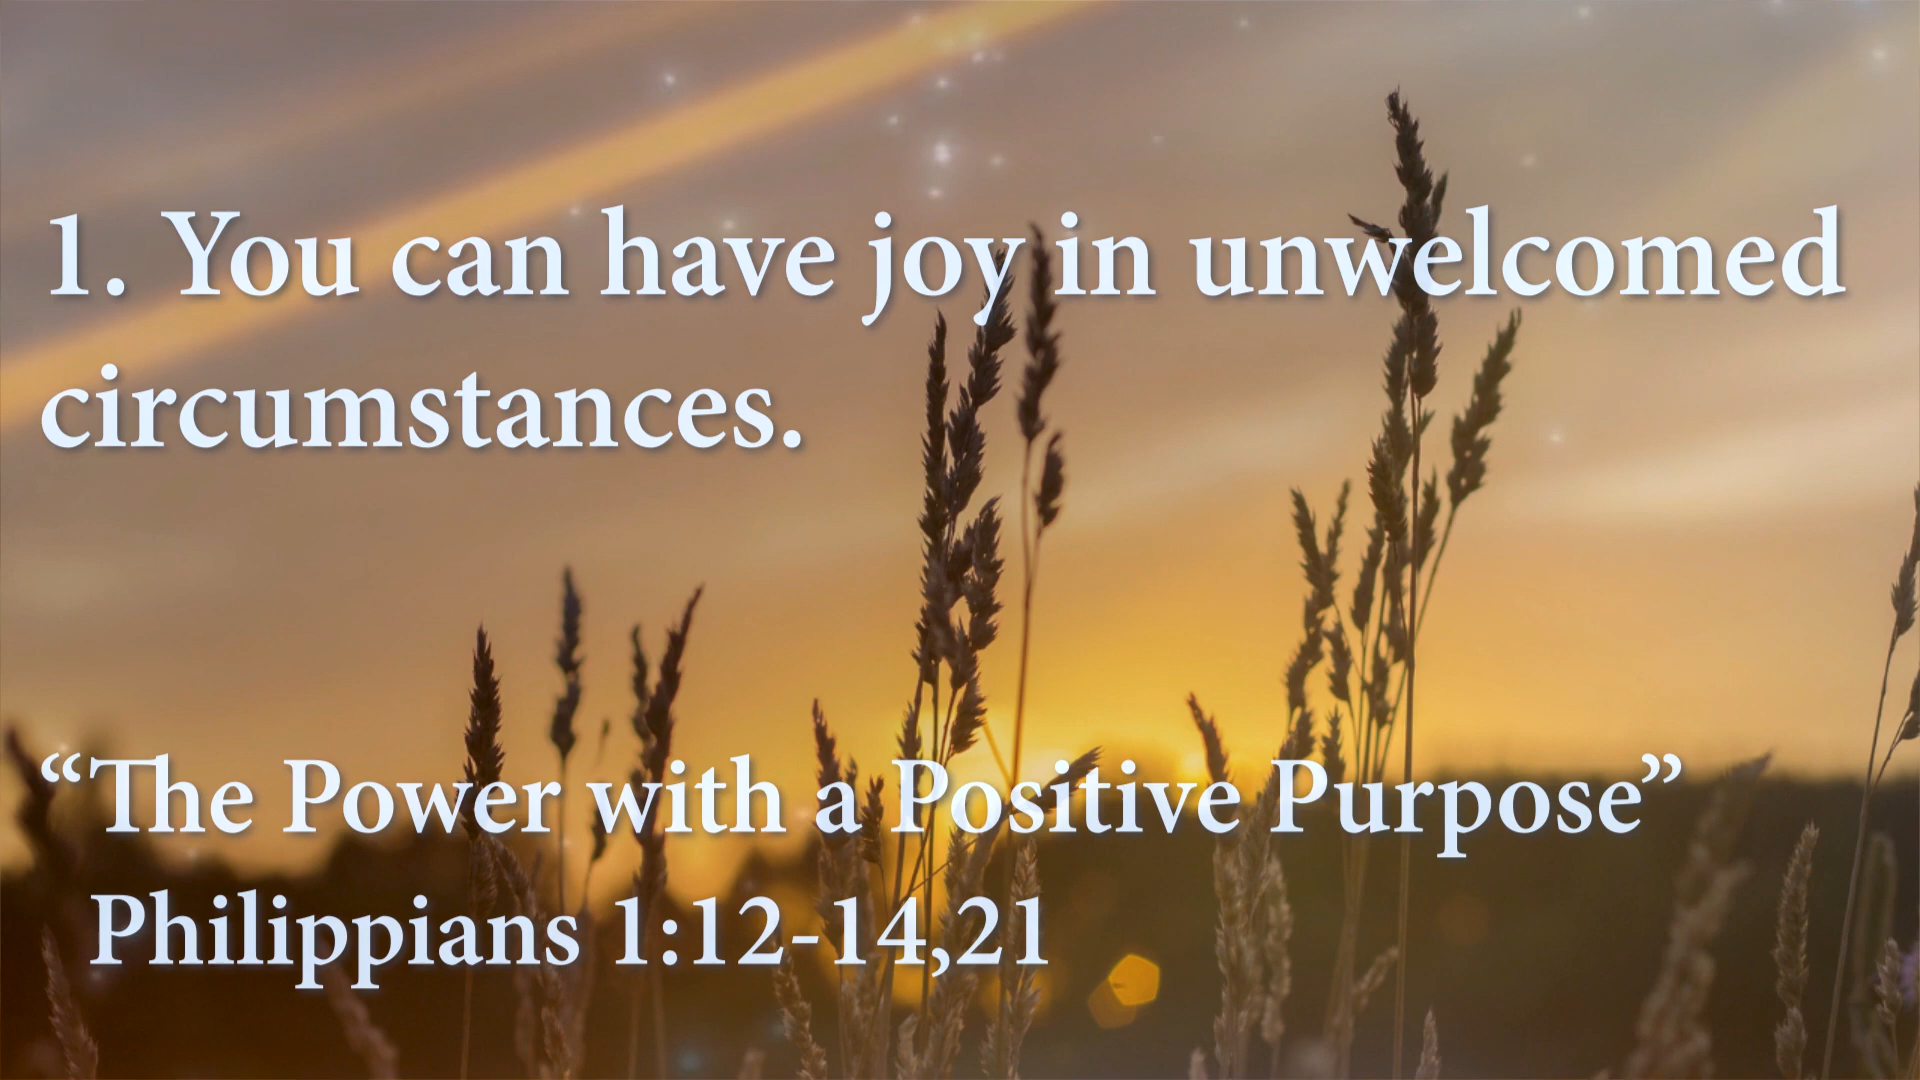 1. You can have joy in unwelcomed
circumstances.
“The Power with a Positive Purpose”
Philippians 1:12-14,21